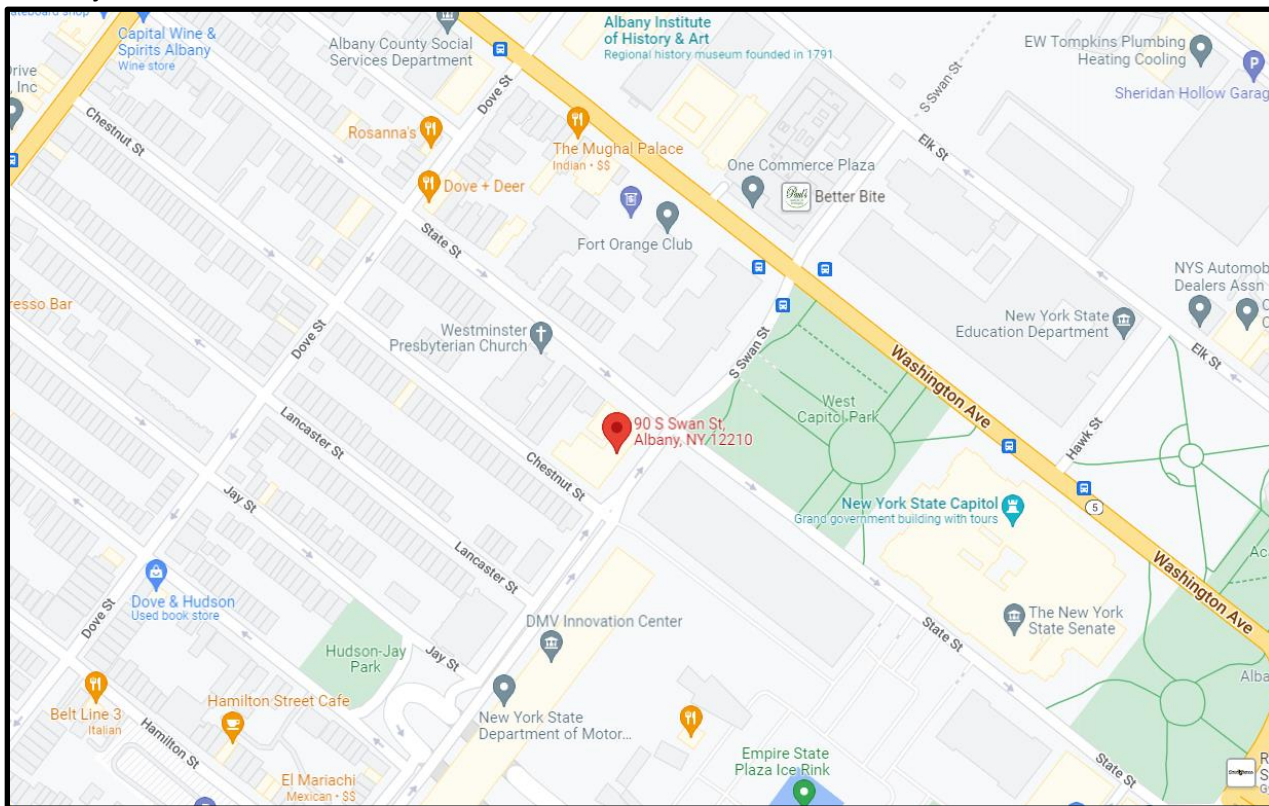 Capital Wine &
Spirits Albany
Wine store
Albany County Social
Services Department
Albany Institute
of History & Art
Regional history museum founded in 1791
EW Tompkins Plumbing
Heating Cooling
P
Sheridan Hollow Garag
rive
Inc
Chestnut St
Dove St
S Swan St
Elk St
Rosanna's
The Mughal Palace
Indian • $$
One Commerce Plaza
Paul's
Better Bite
Dove + Deer
State St
Fort Orange Club
NYS Automob
Dealers Assn
resso Bar
Dove St
Westminster
Presbyterian Church
New York State
Education Department
S Swan St
Washington Ave
Elk St
West
Capitol Park
90 S Swan St,
Albany, NY 12210
Hawk St
Lancaster St
Chestnut St
Jay St
New York State Capitol
Grand government building with tours
5
Lancaster St
Washington Ave
Dove & Hudson
Used book store
Dove St
DMV Innovation Center
State St
The New York
State Senate
Hudson-Jay
Park
Jay St
Hamilton Street Cafe
Belt Line 3
Italian
New York State
Department of Motor...
Hamilton St
Empire State
Plaza Ice Rink
State St
El Mariachi
Mexican • $$
Alba
P